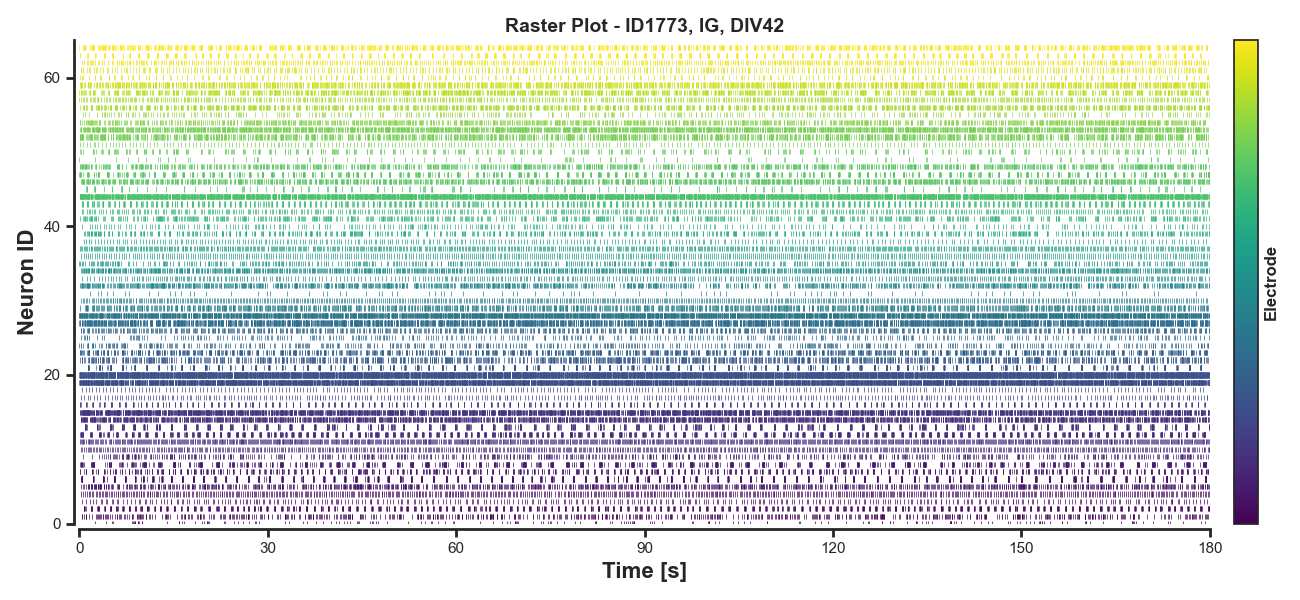 Raster Plot - ID1773, IG, DIV42
Neuron ID
60
40
20
0
0 30 60 90 120 150 180
Time [s]
Electrode